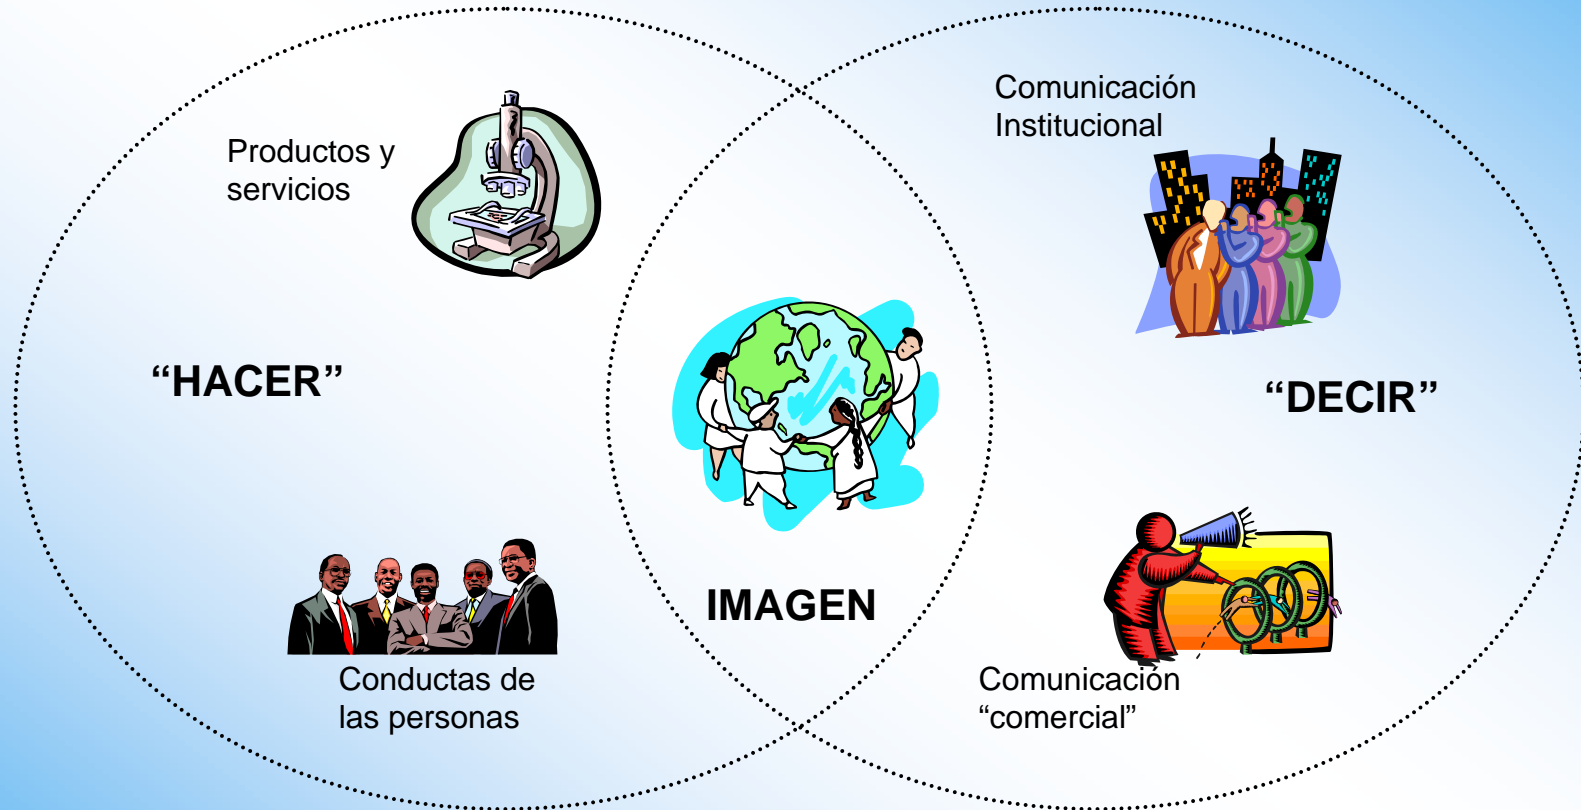 Productos y
servicios
“HACER”
Conductas de
las personas
IMAGEN
Comunicación
Institucional
“DECIR”
Comunicación
“comercial”